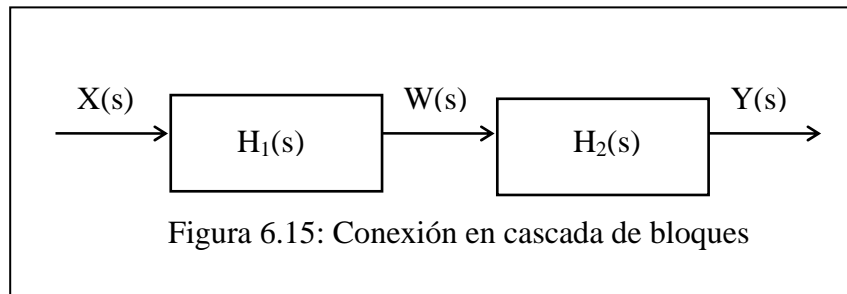 X(s)
W(s)
Y(s)
H₁(s)
H₂(s)
Figura 6.15: Conexión en cascada de bloques